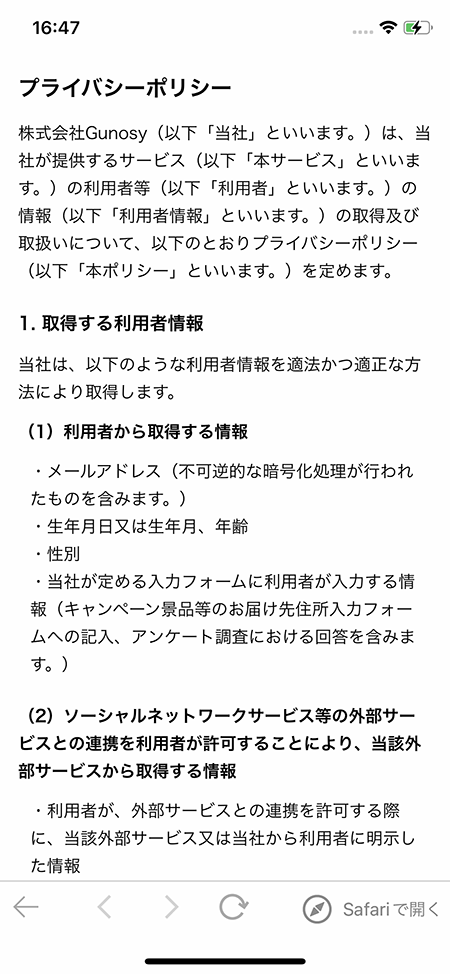 16:47
プライバシーポリシー
株式会社Gunosy（以下「当社」といいます。）は、当
社が提供するサービス（以下「本サービス」といいま
す。）の利用者等（以下「利用者」といいます。）の
情報（以下「利用者情報」といいます。）の取得及び
取扱いについて、以下のとおりプライバシーポリシー
（以下「本ポリシー」といいます。）を定めます。
1. 取得する利用者情報
当社は、以下のような利用者情報を適法かつ適正な方
法により取得します。
（1）利用者から取得する情報
・メールアドレス（不可逆的な暗号化処理が行われ
たものを含みます。）
・生年月日又は生年月、年齢
・性別
・当社が定める入力フォームに利用者が入力する情
報（キャンペーン景品等のお届け先住所入力フォー
ムへの記入、アンケート調査における回答を含みま
す。）
（2）ソーシャルネットワークサービス等の外部サー
ビスとの連携を利用者が許可することにより、当該外
部サービスから取得する情報
・利用者が、外部サービスとの連携を許可する際
に、当該外部サービス又は当社から利用者に明示し
た情報
Safariで開く